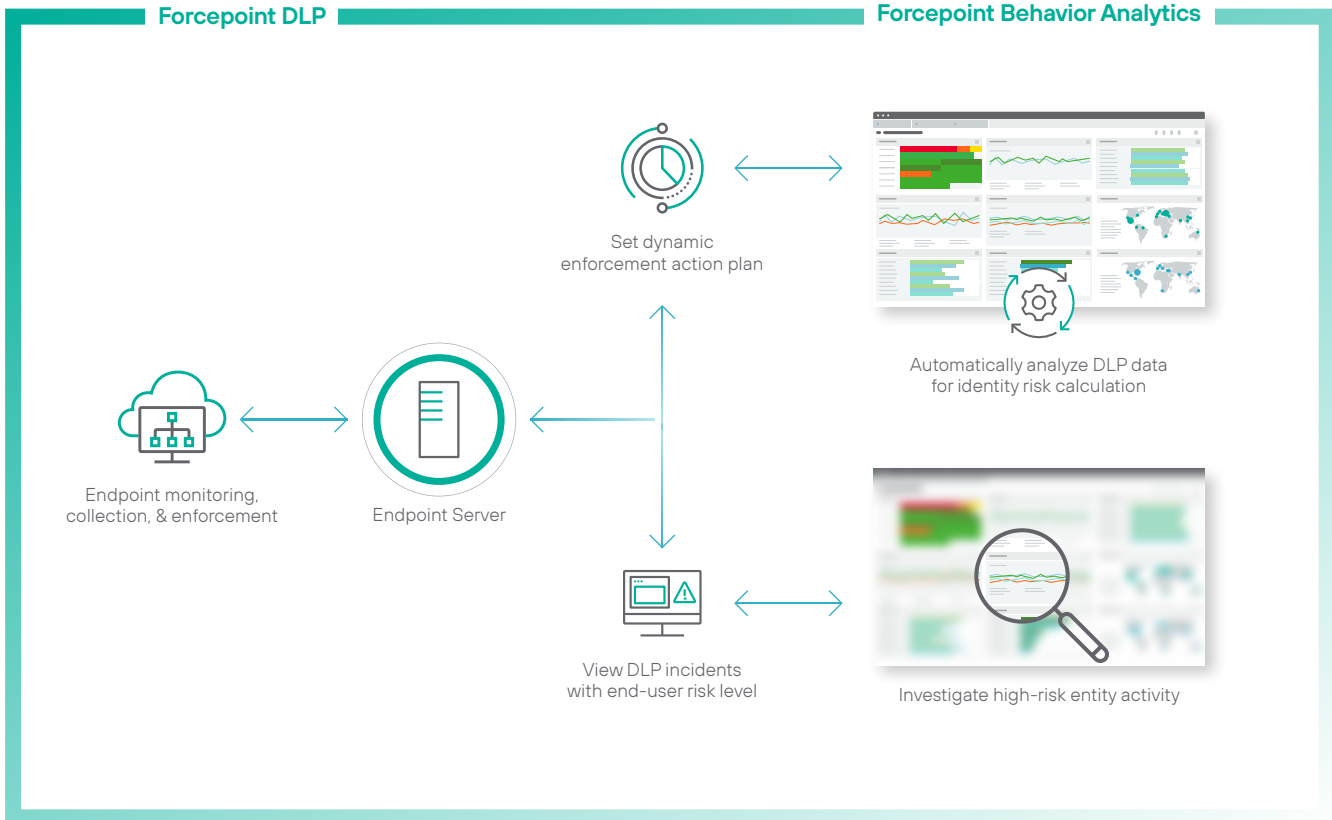 Forcepoint DLP
Forcepoint Behavior Analytics
Set dynamic
enforcement action plan
Automatically analyze DLP data
for identity risk calculation
Endpoint monitoring,
collection, & enforcement
Endpoint Server
View DLP incidents
with end-user risk level
Investigate high-risk entity activity